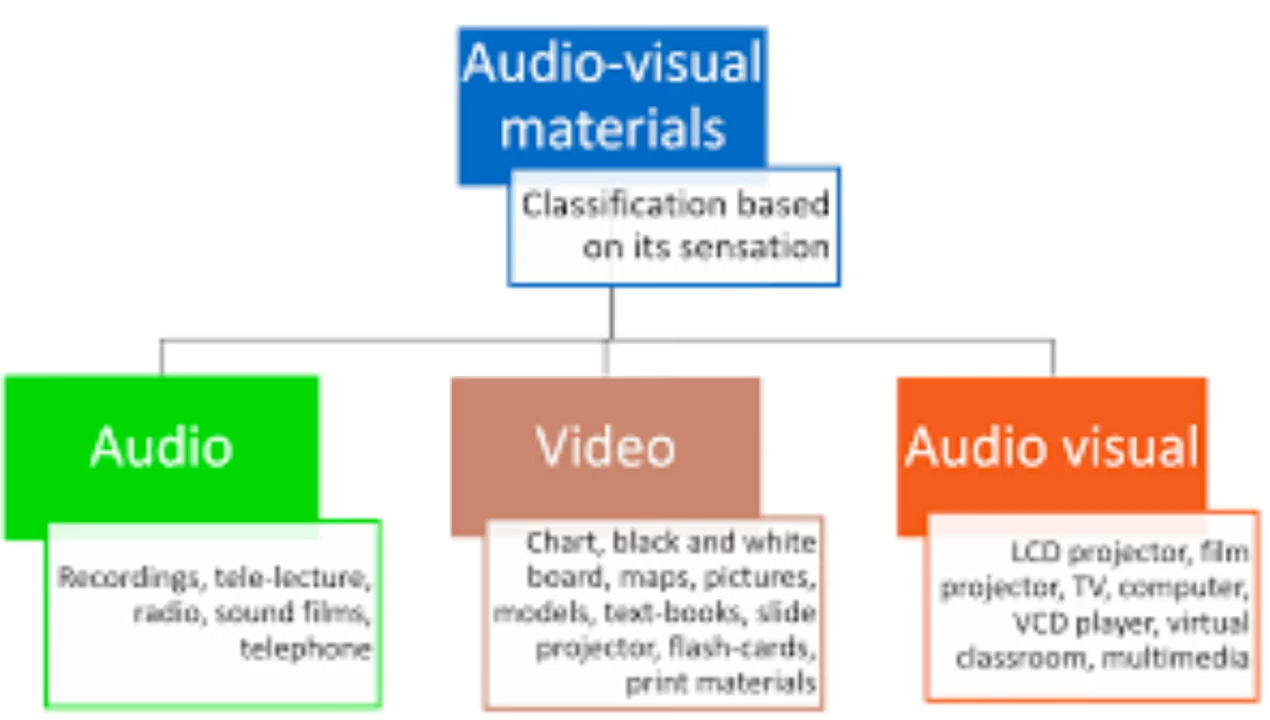 Audio-visual
materials
Classification based
on its sensation
Audio
Recordings, tele-lecture,
radio, sound films,
telephone
Video
Chart, black and white
board, maps, pictures,
models, text-books, slide
projector, flash-cards,
print materials
Audio visual
LCD projector, film
projector, TV, computer,
VCD player, virtual
classroom, multimedia